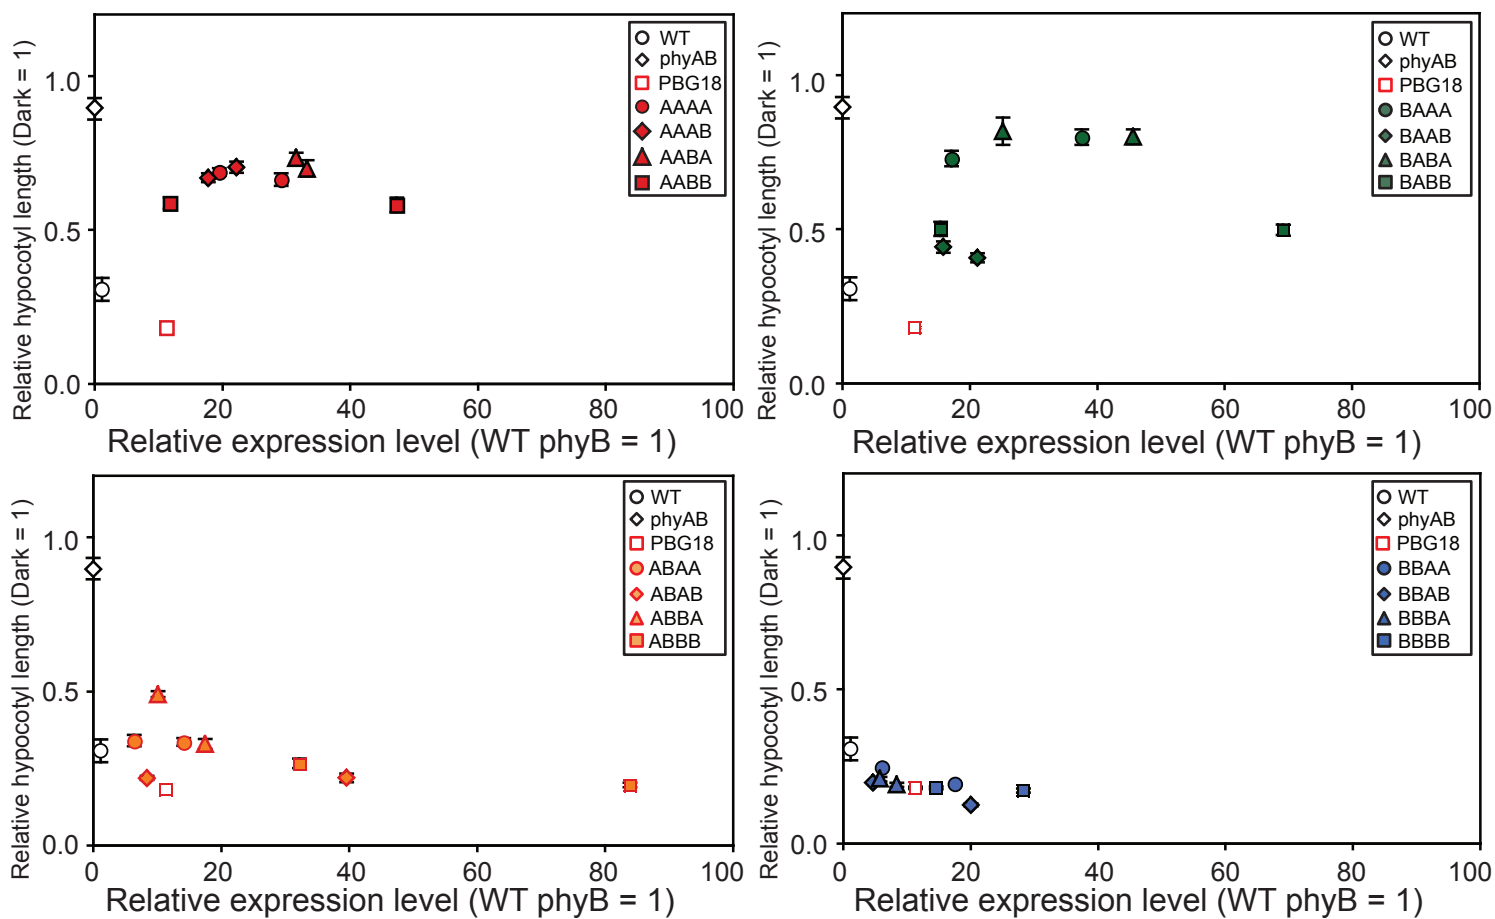 Relative hypocotyl length (Dark = 1)
1.0
0.5
0.0
0 20 40 60 80 100
Relative expression level (WT phyB = 1)
WT
phyAB
PBG18
AAAA
AAAB
AABA
AABB
Relative hypocotyl length (Dark = 1)
1.0
0.5
0.0
0 20 40 60 80 100
Relative expression level (WT phyB = 1)
WT
phyAB
PBG18
BAAA
BAAB
BABA
BABB
Relative hypocotyl length (Dark = 1)
1.0
0.5
0.0
0 20 40 60 80 100
Relative expression level (WT phyB = 1)
WT
phyAB
PBG18
ABAA
ABAB
ABBA
ABBB
Relative hypocotyl length (Dark = 1)
1.0
0.5
0.0
0 20 40 60 80 100
Relative expression level (WT phyB = 1)
WT
phyAB
PBG18
BBAA
BBAB
BBBA
BBBB